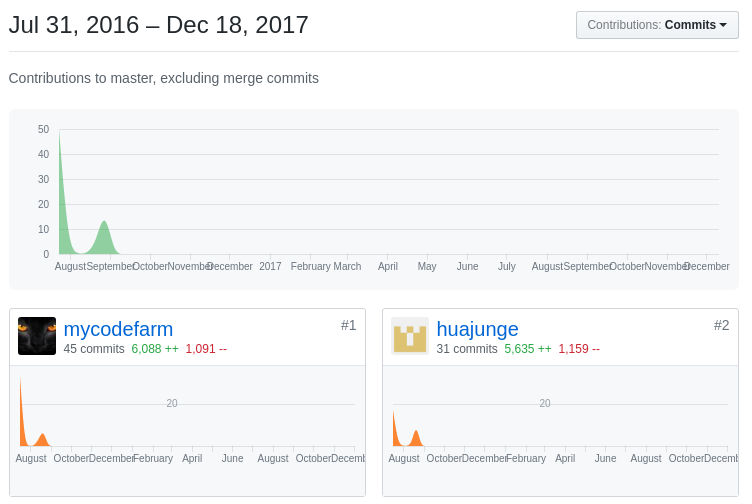 Jul 31, 2016 – Dec 18, 2017
Contributions: Commits
Contributions to master, excluding merge commits
50
40
30
20
10
0
August September October November December 2017 February March April May June July August September October November December
mycodefarm #1
45 commits 6,088 ++ 1,091 --
20
August October December February April June August October Decem
huajunge #2
31 commits 5,635 ++ 1,159 --
20
August October December February April June August October Decemb